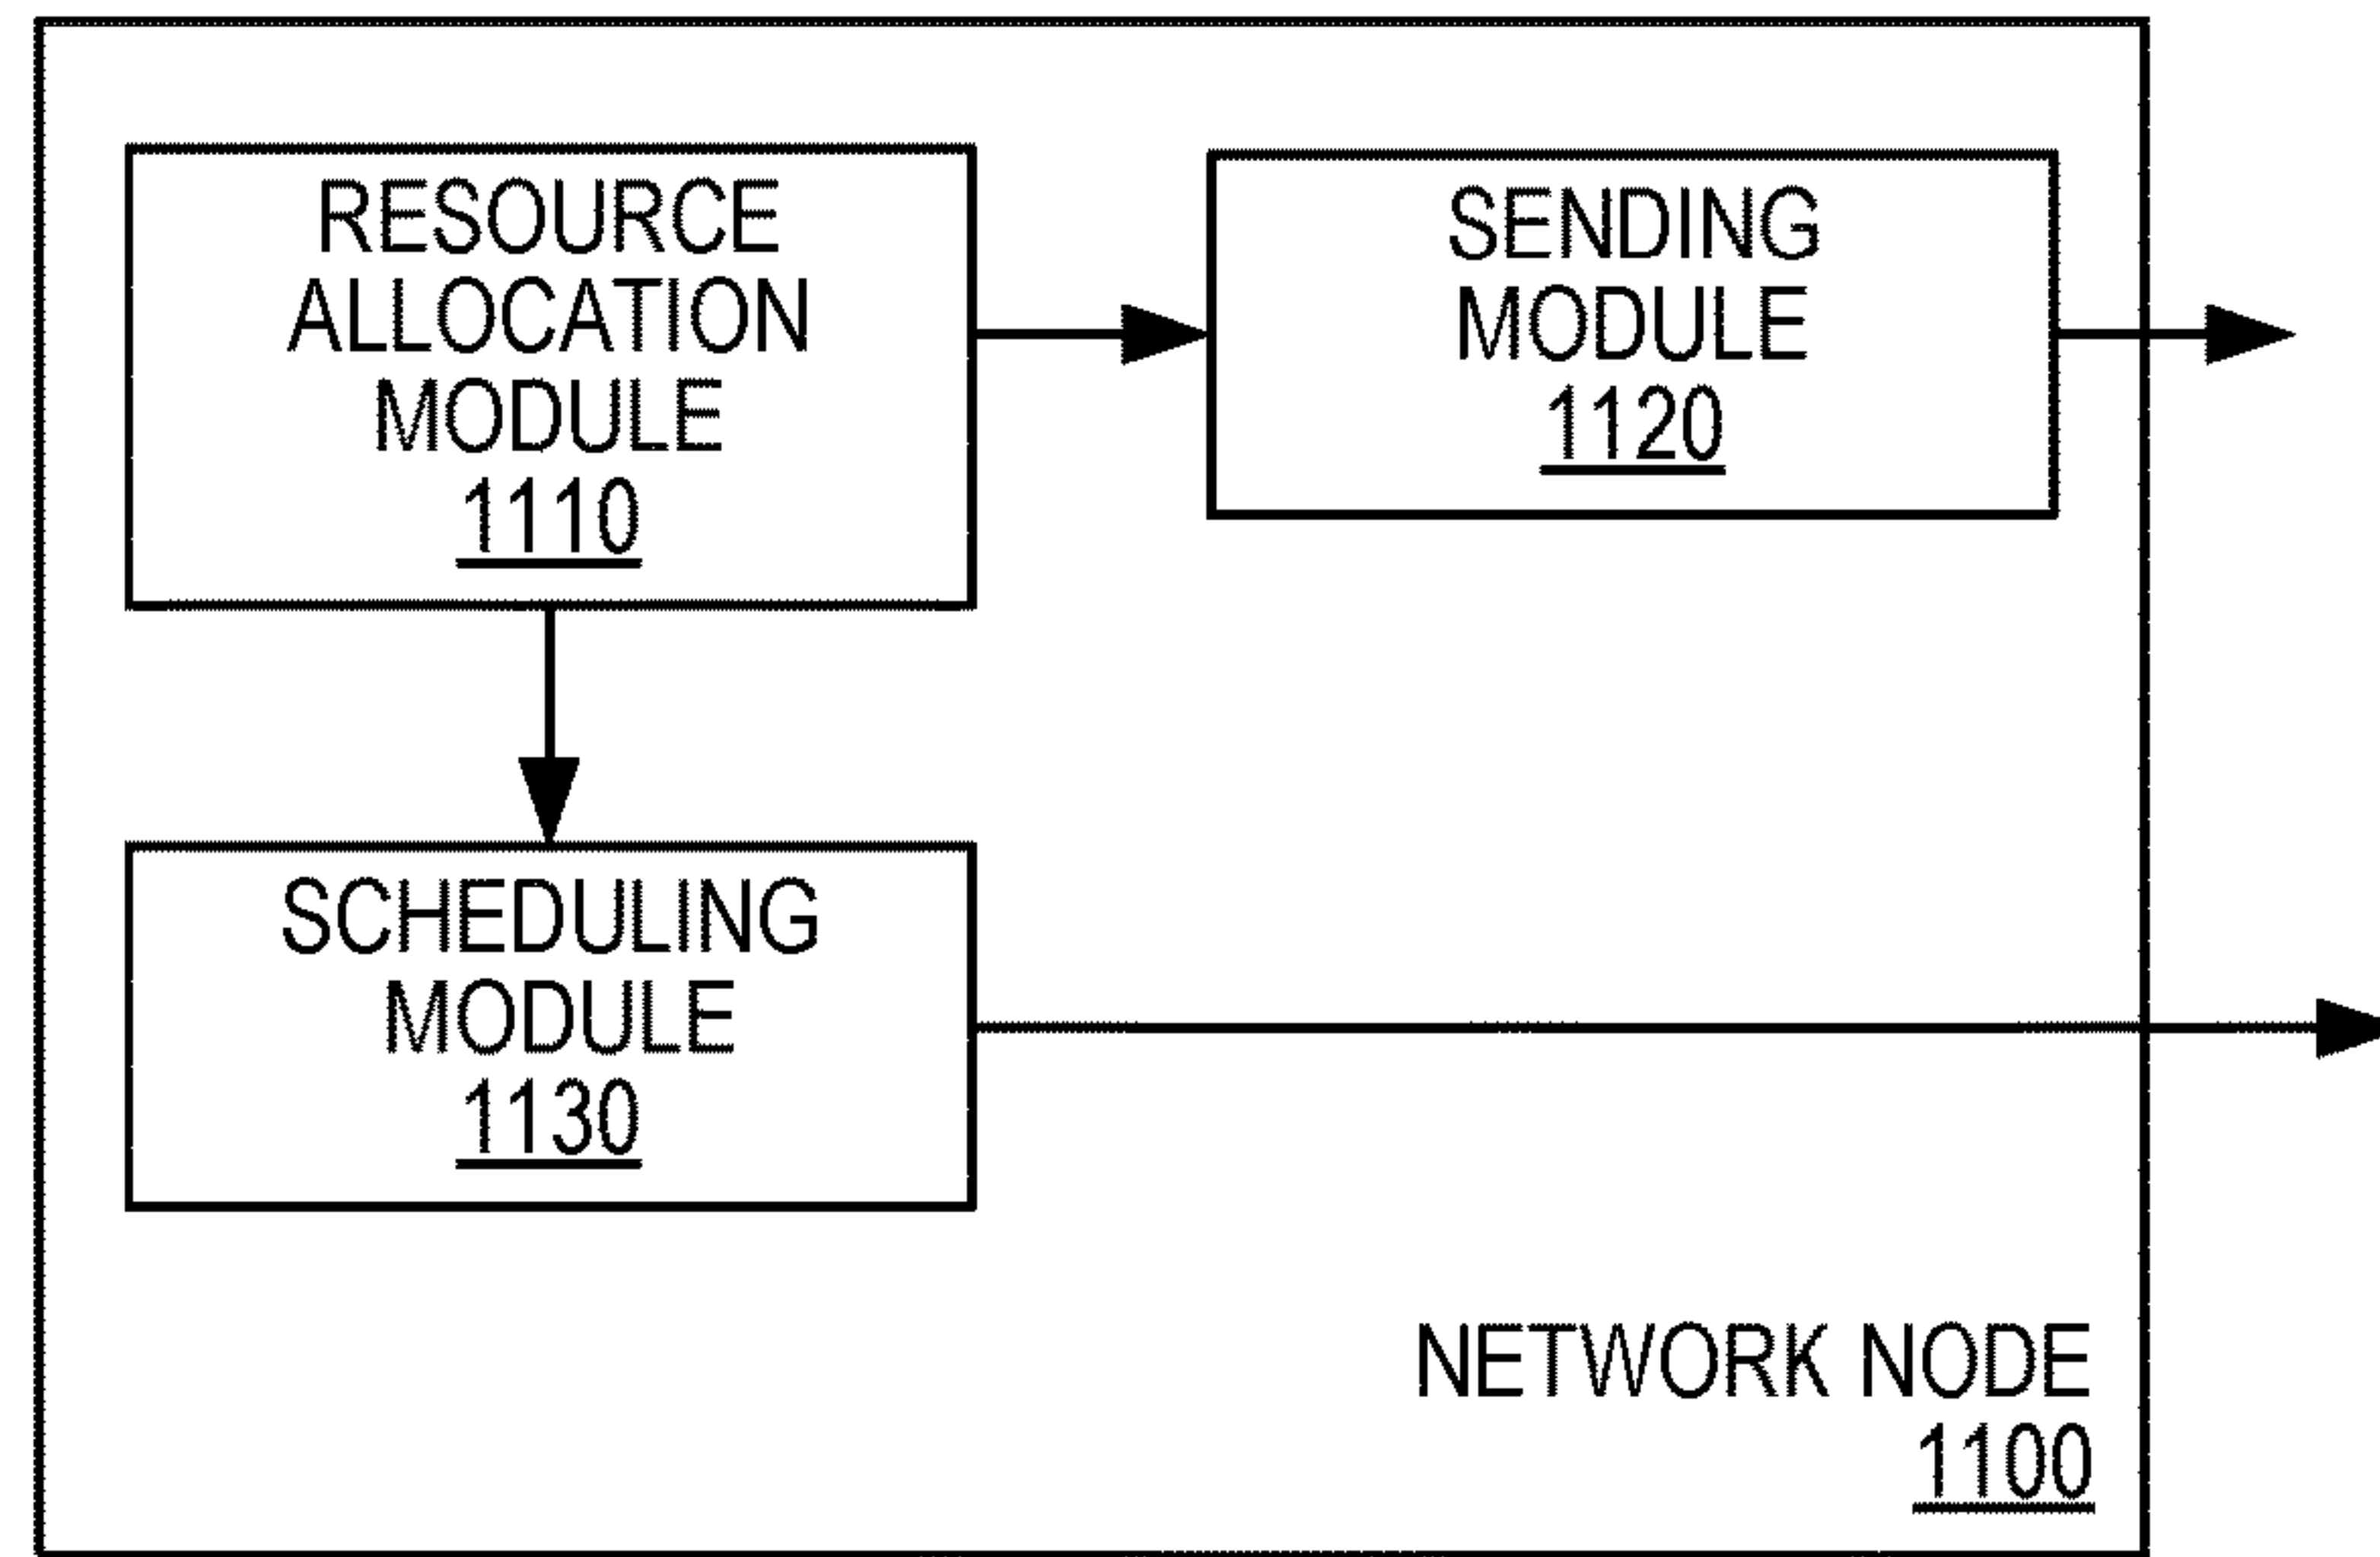 RESOURCE
ALLOCATION
MODULE
1110
SENDING
MODULE
1120
SCHEDULING
MODULE
1130
NETWORK NODE
1100